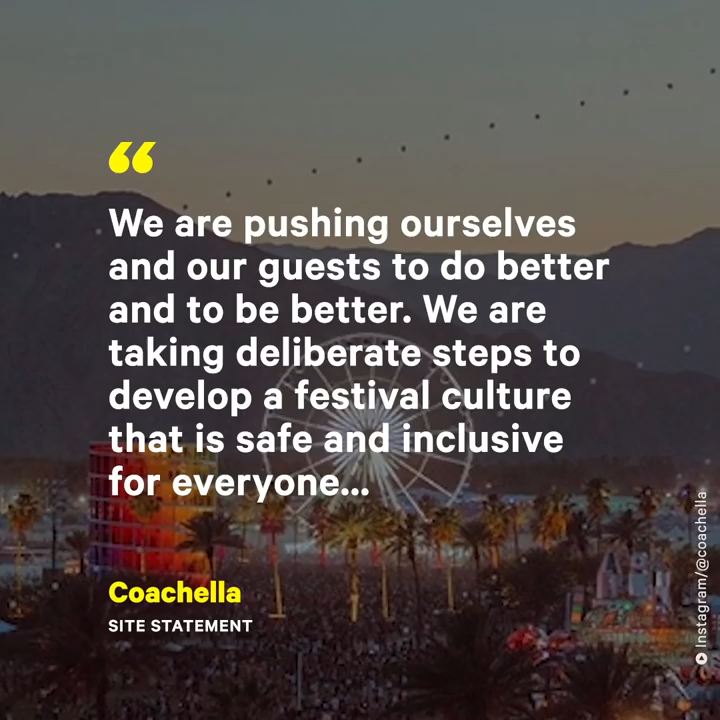 “
We are pushing ourselves
and our guests to do better
and to be better. We are
taking deliberate steps to
develop a festival culture
that is safe and inclusive
for everyone...
Coachella
SITE STATEMENT
Instagram/@coachella